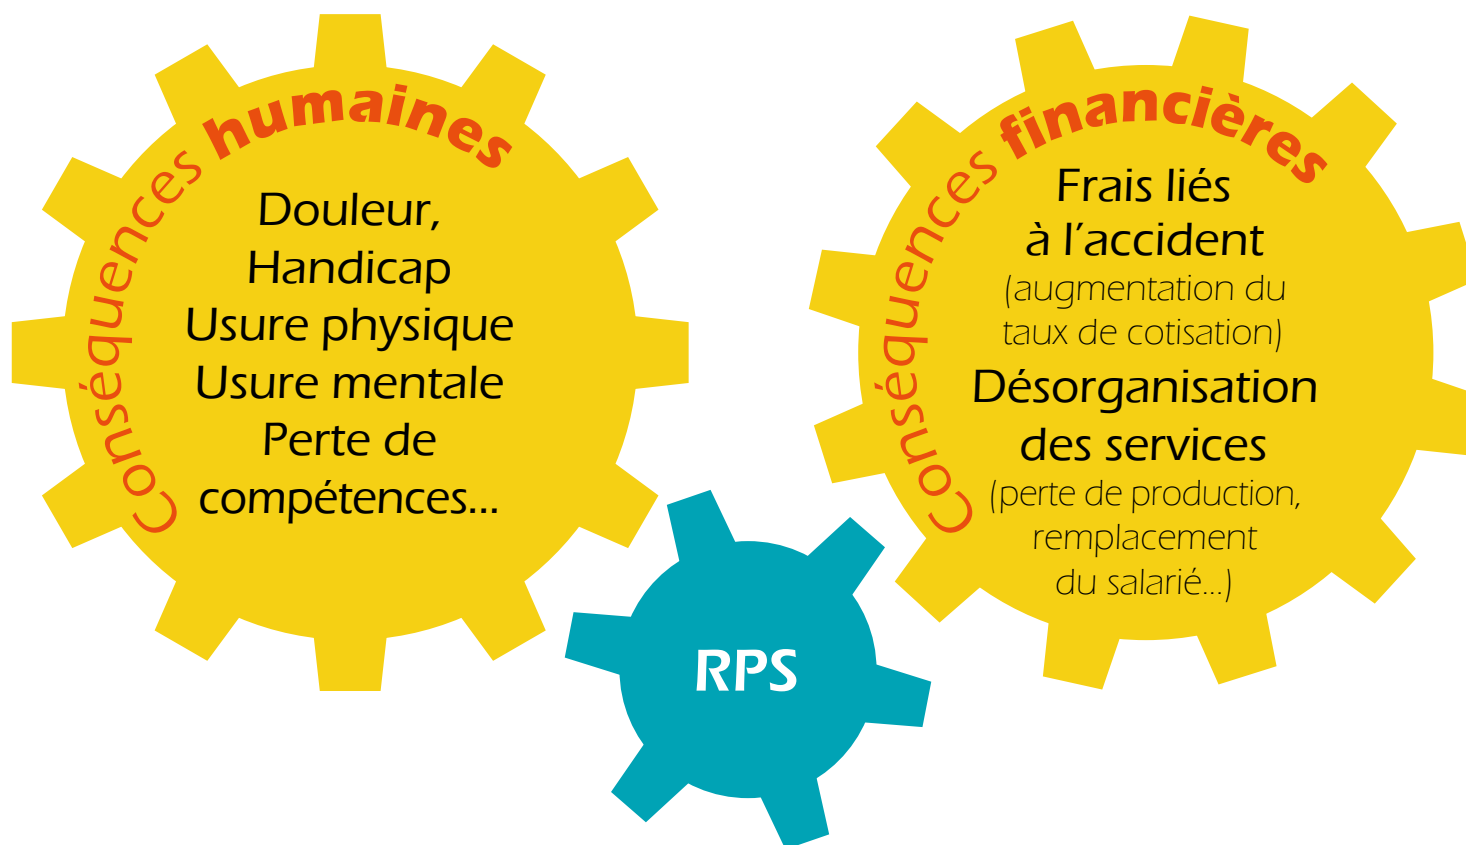 Conséquences humaines
Douleur,
Handicap
Usure physique
Usure mentale
Perte de
compétences...
Conséquences financières
Frais liés
à l’accident
(augmentation du
taux de cotisation)
Désorganisation
des services
(perte de production,
remplacement
du salarié...)
RPS